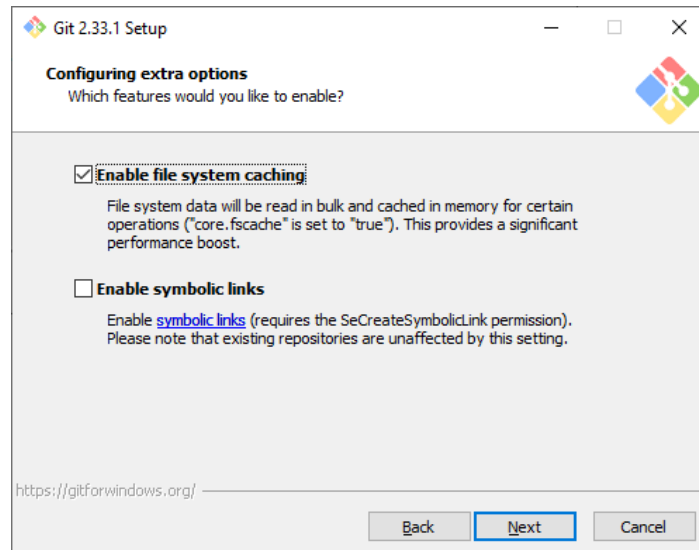 Git 2.33.1 Setup
Configuring extra options
Which features would you like to enable?
Enable file system caching
File system data will be read in bulk and cached in memory for certain
operations ("core.fscache" is set to "true"). This provides a significant
performance boost.
Enable symbolic links
Enable symbolic links (requires the SeCreateSymbolicLink permission).
Please note that existing repositories are unaffected by this setting.
https://gitforwindows.org/
Back
Next
Cancel